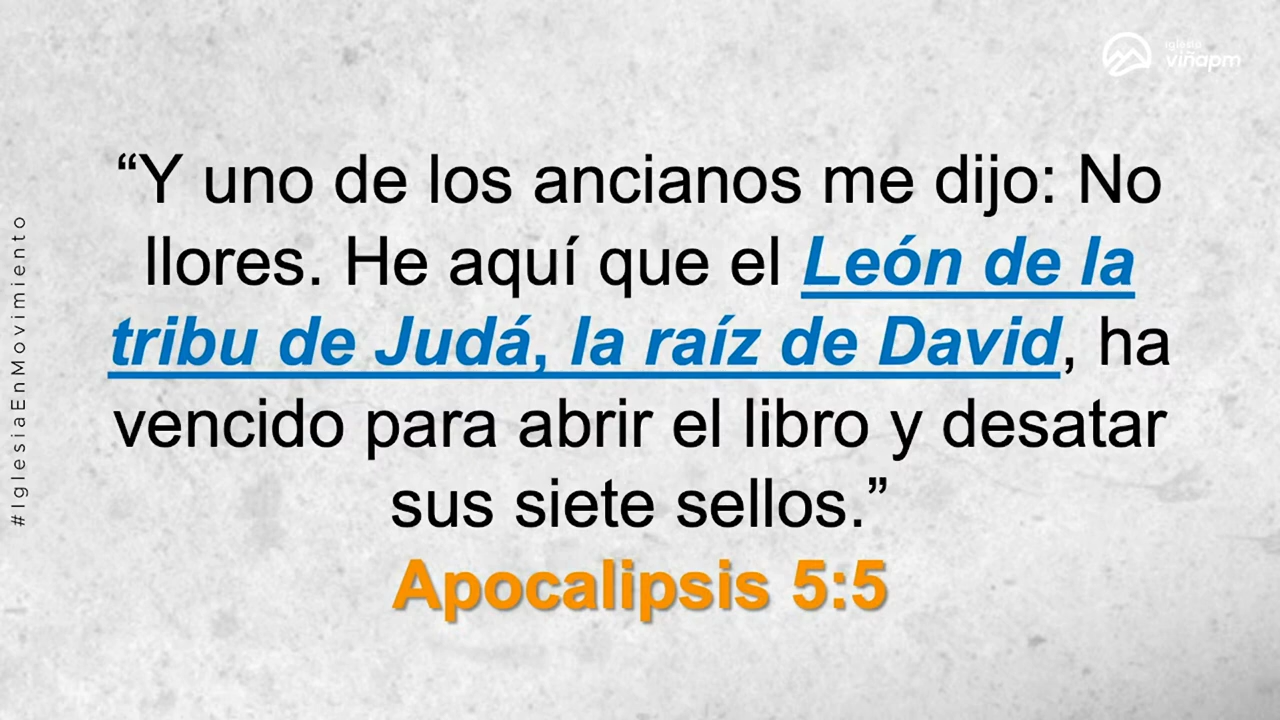 iglesia
viñapm
#IglesiaEnMovimiento
“Y uno de los ancianos me dijo: No
llores. He aquí que el León de la
tribu de Judá, la raíz de David, ha
vencido para abrir el libro y desatar
sus siete sellos.”
Apocalipsis 5:5